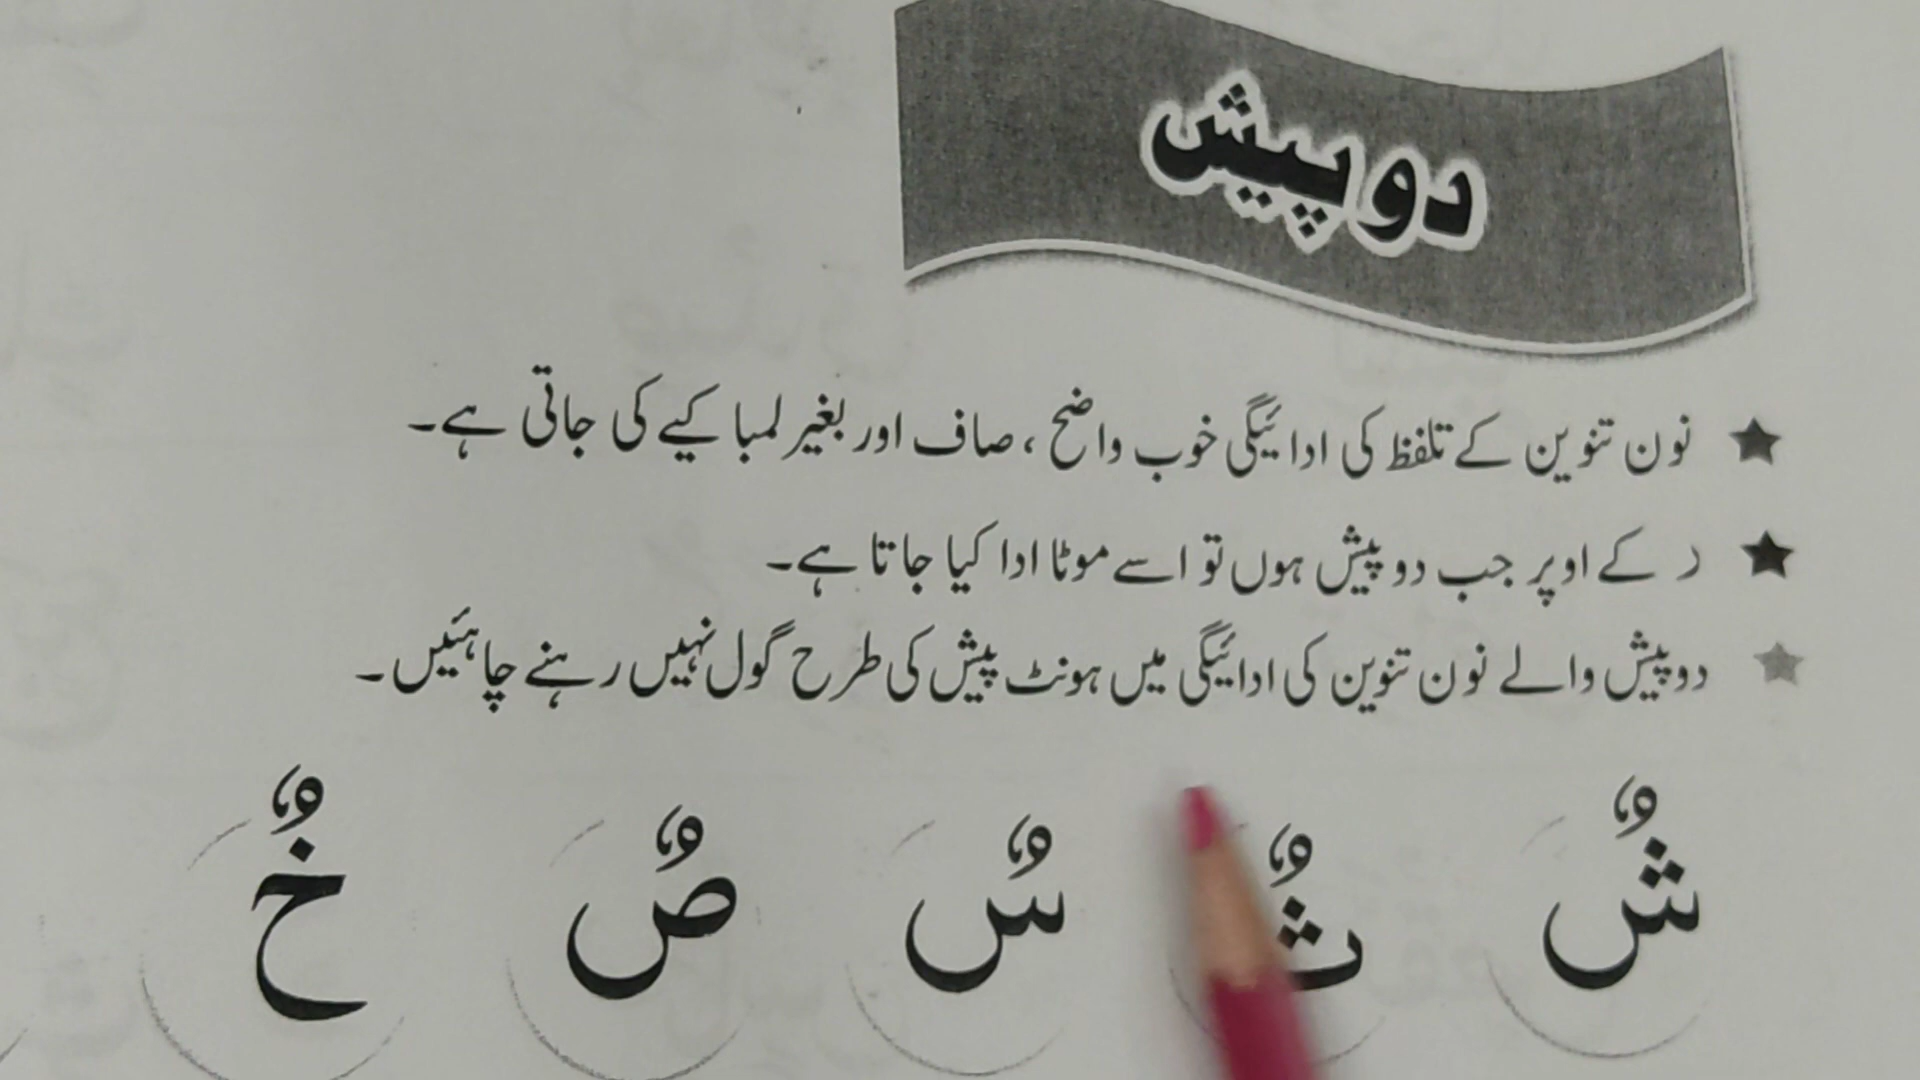 دو پیش
نون تنوین کے تلفظ کی ادائیگی خوب واضح ، صاف اور بغیر لمبا کیے کی جاتی ہے۔
ر کے اوپر جب دو پیش ہوں تو اسے موٹا ادا کیا جاتا ہے۔
دو پیش والے نون تنوین کی ادائیگی میں ہونٹ پیش کی طرح گول نہیں رہنے چاہئیں۔
شٌ ثٌ سٌ صٌ خٌ